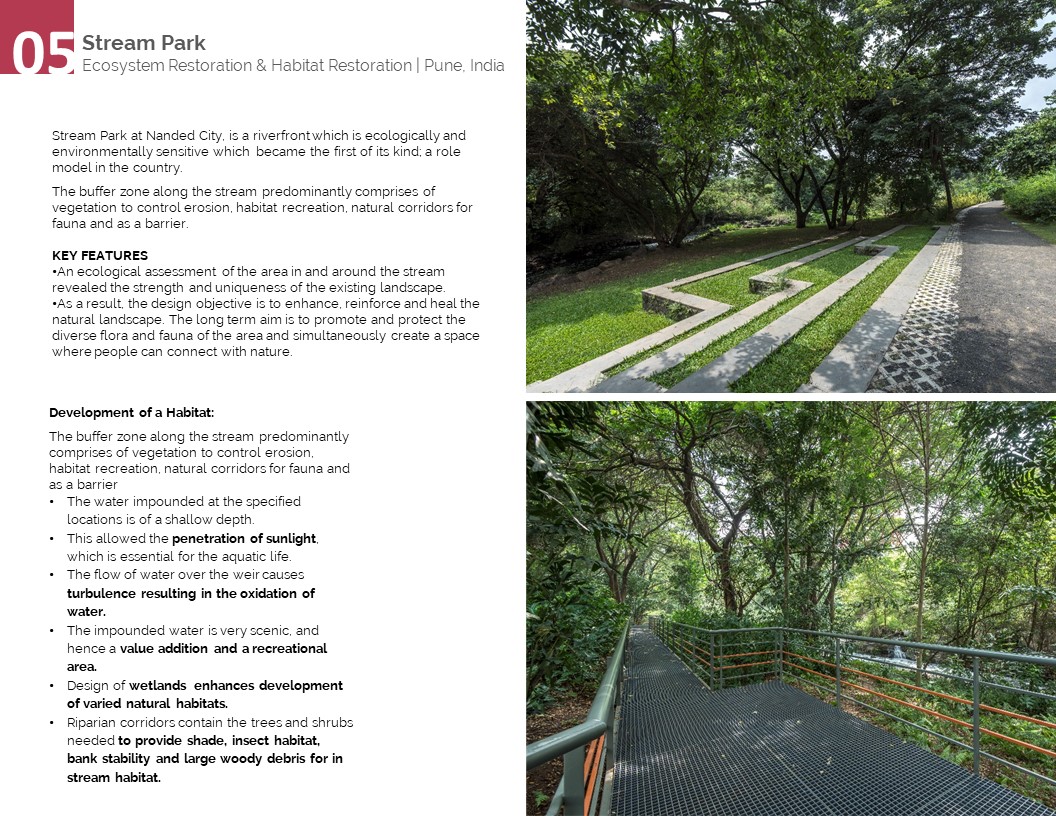 05
Stream Park
Ecosystem Restoration & Habitat Restoration | Pune, India
Stream Park at Nanded City, is a riverfront which is ecologically and
environmentally sensitive which became the first of its kind; a role
model in the country.
The buffer zone along the stream predominantly comprises of
vegetation to control erosion, habitat recreation, natural corridors for
fauna and as a barrier.
KEY FEATURES
•An ecological assessment of the area in and around the stream
revealed the strength and uniqueness of the existing landscape.
•As a result, the design objective is to enhance, reinforce and heal the
natural landscape. The long term aim is to promote and protect the
diverse flora and fauna of the area and simultaneously create a space
where people can connect with nature.
Development of a Habitat:
The buffer zone along the stream predominantly
comprises of vegetation to control erosion,
habitat recreation, natural corridors for fauna and
as a barrier
• The water impounded at the specified
locations is of a shallow depth.
• This allowed the penetration of sunlight,
which is essential for the aquatic life.
• The flow of water over the weir causes
turbulence resulting in the oxidation of
water.
• The impounded water is very scenic, and
hence a value addition and a recreational
area.
• Design of wetlands enhances development
of varied natural habitats.
• Riparian corridors contain the trees and shrubs
needed to provide shade, insect habitat,
bank stability and large woody debris for in
stream habitat.